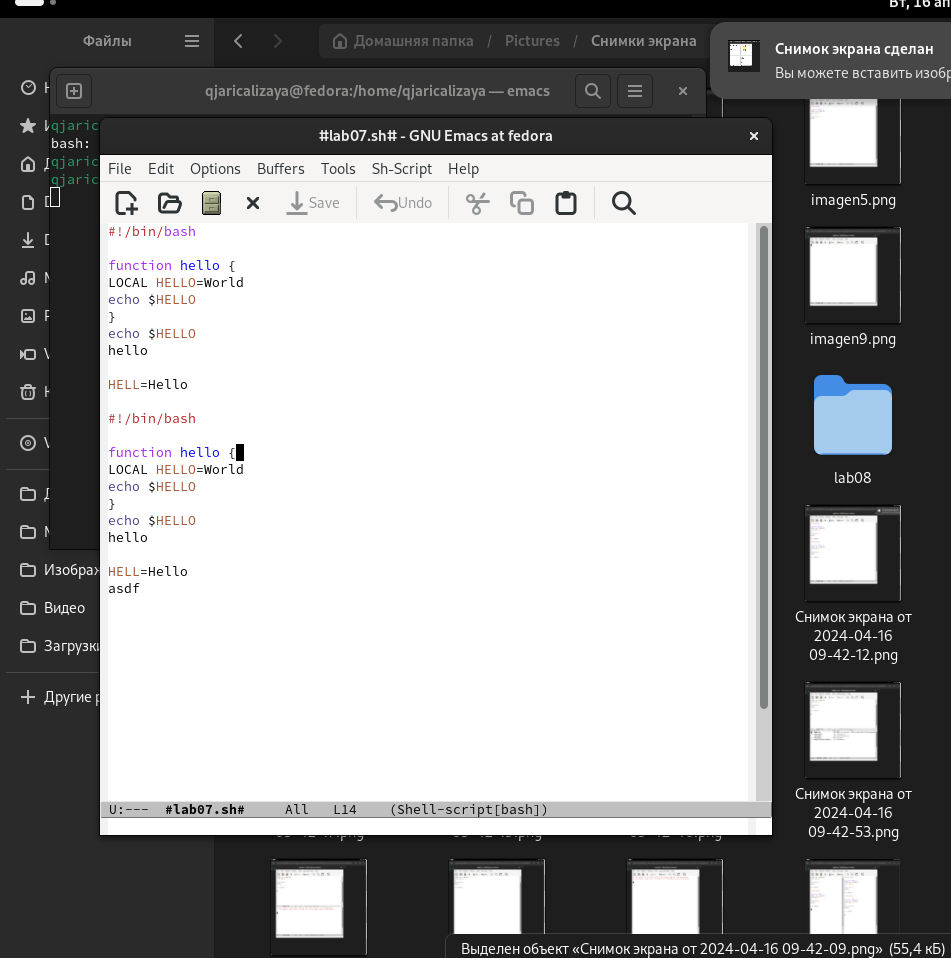 Вт, 16 ап
Файлы
Домашняя папка / Pictures / Снимки экрана
Снимок экрана сделан
Вы можете вставить изобр
qjaricalizaya@fedora:/home/qjaricalizaya — emacs
qjaric
bash:
qjaric
qjaric
#lab07.sh# - GNU Emacs at fedora
File Edit Options Buffers Tools Sh-Script Help
Save
Undo
#!/bin/bash
function hello {
LOCAL HELLO=World
echo $HELLO
}
echo $HELLO
hello
HELL=Hello
#!/bin/bash
function hello {
LOCAL HELLO=World
echo $HELLO
}
echo $HELLO
hello
HELL=Hello
asdf
U:--- #lab07.sh# All L14 (Shell-script[bash])
Изображ
Видео
Загрузки
Другие р
imagen5.png
imagen9.png
lab08
Снимок экрана от
2024-04-16
09-42-12.png
Снимок экрана от
2024-04-16
09-42-53.png
Выделен объект «Снимок экрана от 2024-04-16 09-42-09.png» (55,4 кБ)